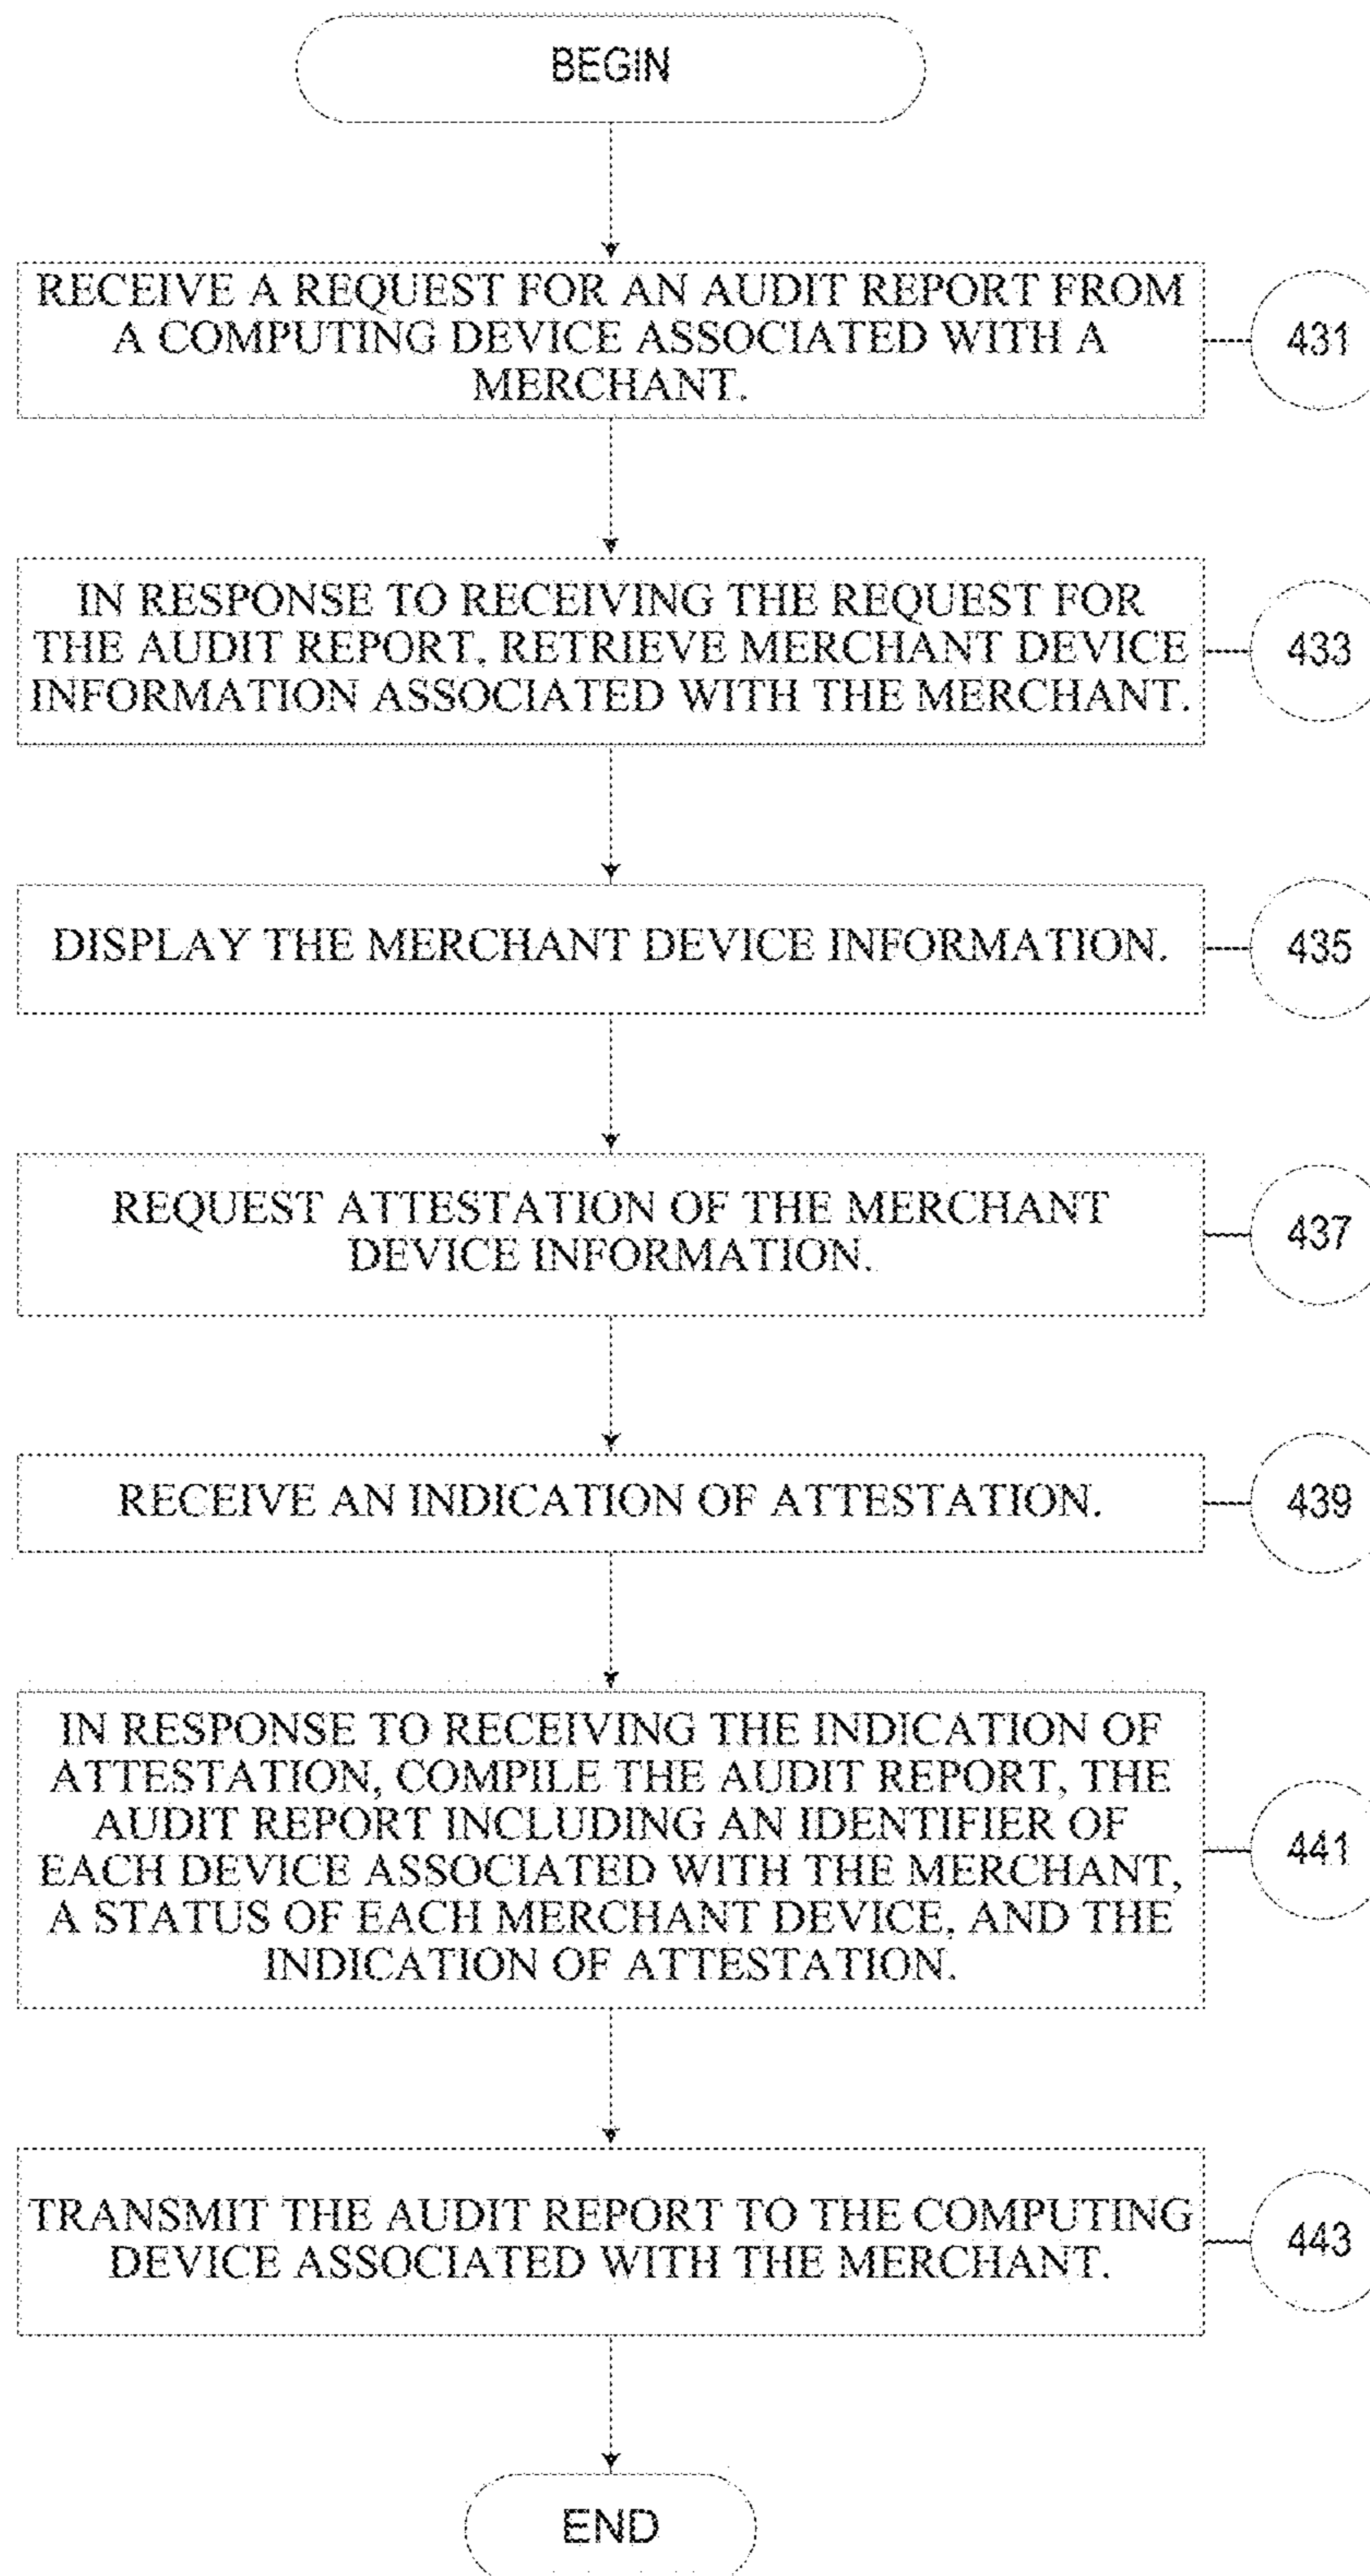 BEGIN
RECEIVE A REQUEST FOR AN AUDIT REPORT FROM
A COMPUTING DEVICE ASSOCIATED WITH A
MERCHANT.
431
IN RESPONSE TO RECEIVING THE REQUEST FOR
THE AUDIT REPORT, RETRIEVE MERCHANT DEVICE
INFORMATION ASSOCIATED WITH THE MERCHANT.
433
DISPLAY THE MERCHANT DEVICE INFORMATION.
435
REQUEST ATTESTATION OF THE MERCHANT
DEVICE INFORMATION.
437
RECEIVE AN INDICATION OF ATTESTATION.
439
IN RESPONSE TO RECEIVING THE INDICATION OF
ATTESTATION, COMPILE THE AUDIT REPORT, THE
AUDIT REPORT INCLUDING AN IDENTIFIER OF
EACH DEVICE ASSOCIATED WITH THE MERCHANT,
A STATUS OF EACH MERCHANT DEVICE, AND THE
INDICATION OF ATTESTATION.
441
TRANSMIT THE AUDIT REPORT TO THE COMPUTING
DEVICE ASSOCIATED WITH THE MERCHANT.
443
END